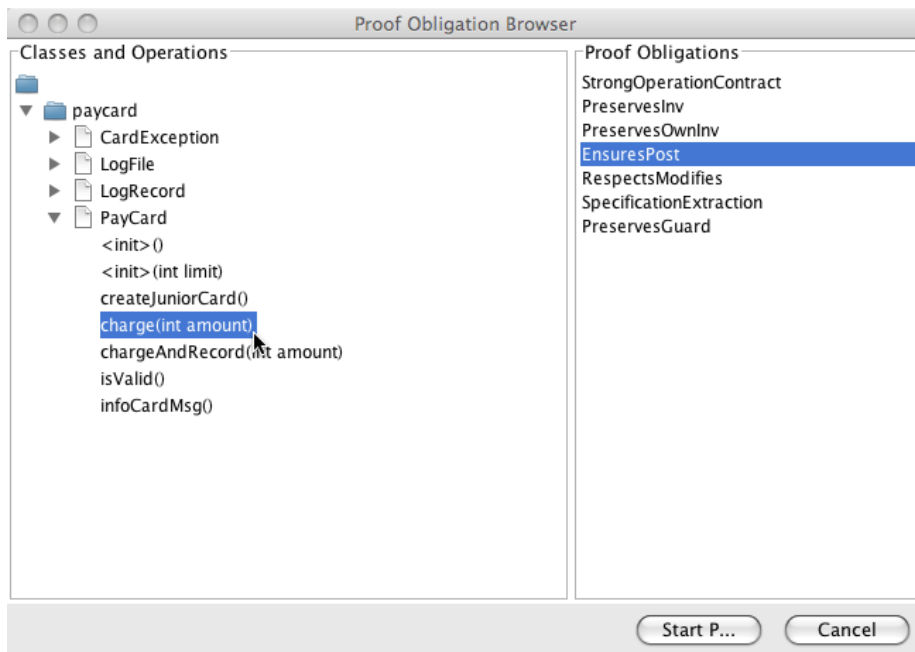 Proof Obligation Browser
Classes and Operations
paycard
CardException
LogFile
LogRecord
PayCard
<init>()
<init>(int limit)
createJuniorCard()
charge(int amount)
chargeAndRecord(int amount)
isValid()
infoCardMsg()
Proof Obligations
StrongOperationContract
PreservesInv
PreservesOwnInv
EnsuresPost
RespectsModifies
SpecificationExtraction
PreservesGuard
Start P...
Cancel